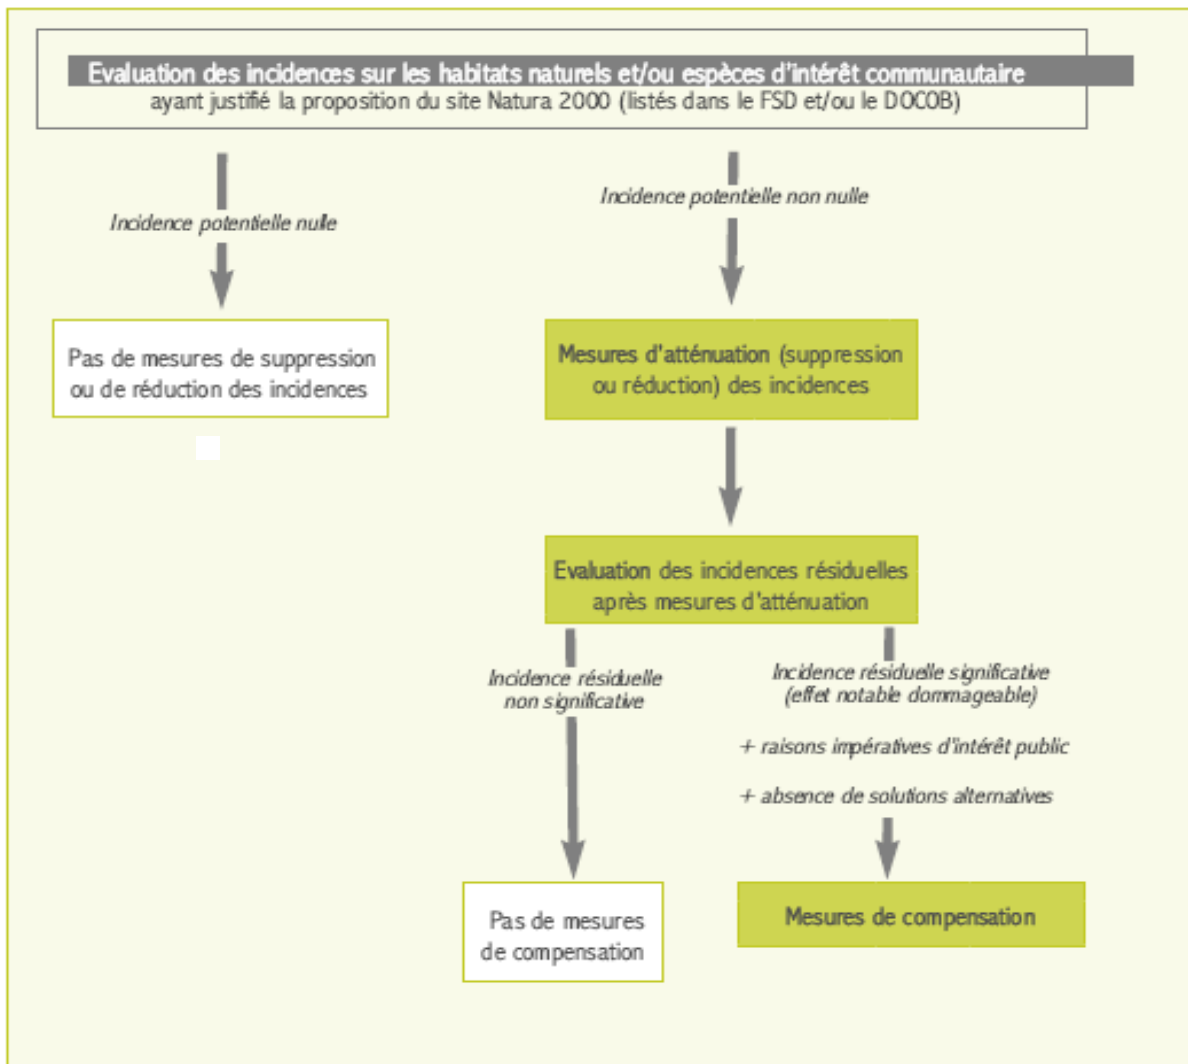 Evaluation des incidences sur les habitats naturels et/ou espèces d'intérêt communautaire
ayant justifié la proposition du site Natura 2000 (listés dans le FSD et/ou le DOCOB)
Incidence potentielle nulle
Incidence potentielle non nulle
Pas de mesures de suppression
ou de réduction des incidences
Mesures d'atténuation (suppression
ou réduction) des incidences
Evaluation des incidences résiduelles
après mesures d'atténuation
Incidence résiduelle
non significative
Incidence résiduelle significative
(effet notable dommageable)
+ raisons impératives d'intérêt public
+ absence de solutions alternatives
Pas de mesures
de compensation
Mesures de compensation